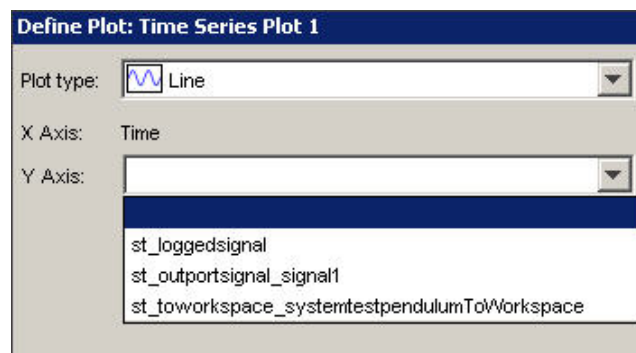 Define Plot: Time Series Plot 1
Plot type: Line
X Axis: Time
Y Axis:
st_loggedsignal
st_outportsignal_signal1
st_toworkspace_systemtestpendulumToWorkspace